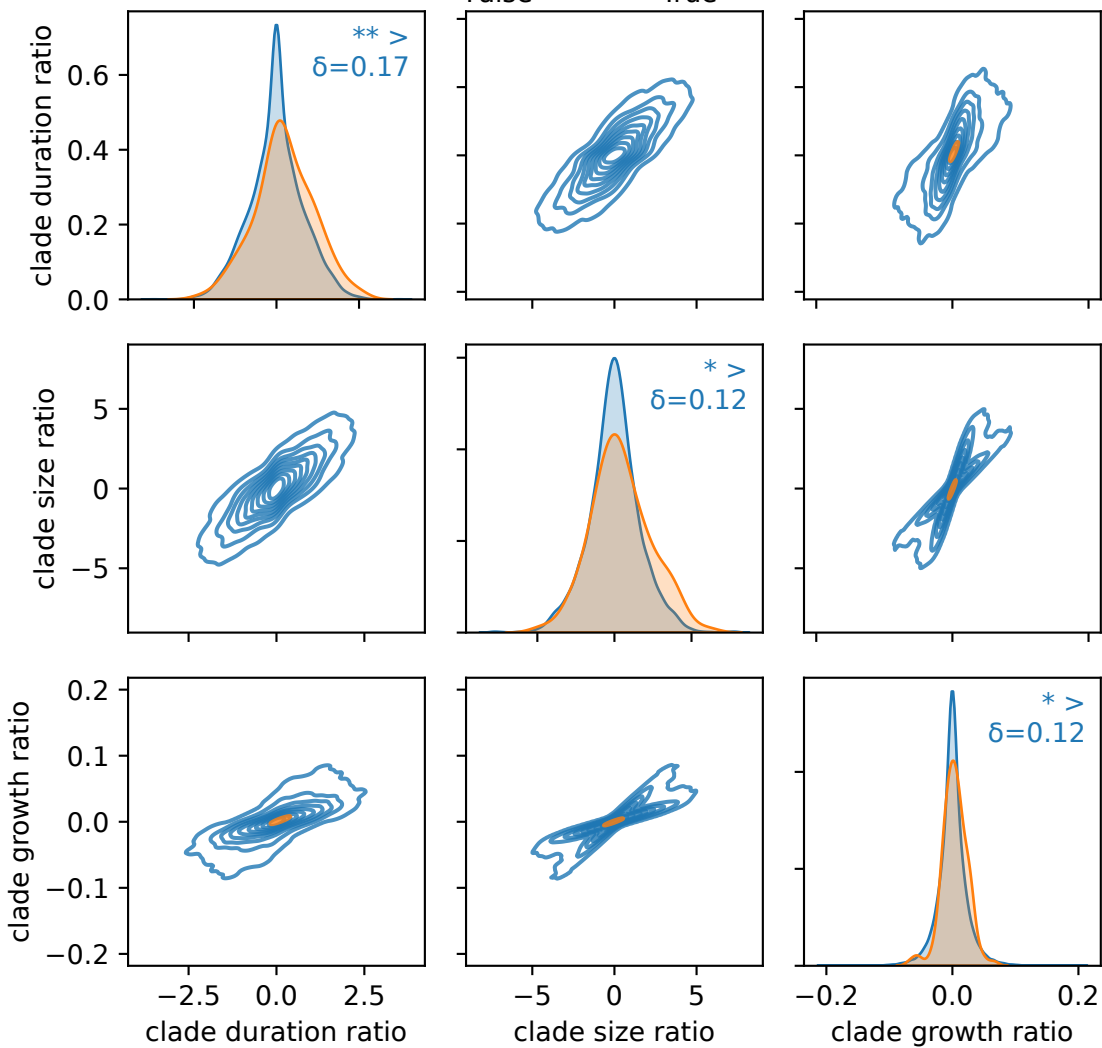 clade duration ratio
0.6
0.4
0.2
0.0
** >
δ=0.17
clade size ratio
5
0
−5
* >
δ=0.12
clade growth ratio
0.2
0.1
0.0
−0.1
−0.2
* >
δ=0.12
−2.5 0.0 2.5
−5 0 5
−0.2 0.0 0.2
clade duration ratio
clade size ratio
clade growth ratio